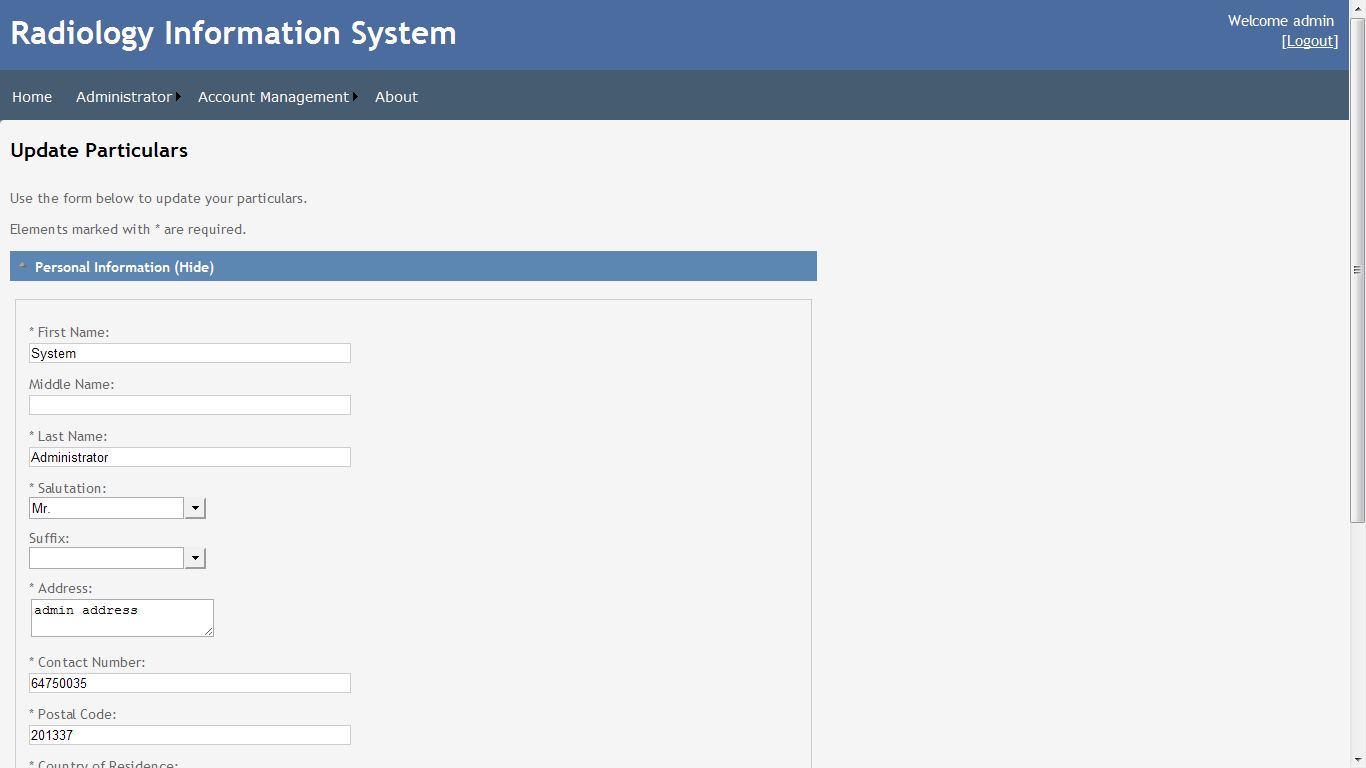 Radiology Information System
Welcome admin
[Logout]
Home Administrator Account Management About
Update Particulars
Use the form below to update your particulars.
Elements marked with * are required.
Personal Information (Hide)
* First Name:
System
Middle Name:
* Last Name:
Administrator
* Salutation:
Mr.
Suffix:
* Address:
admin address
* Contact Number:
64750035
* Postal Code:
201337
* Country of Residence: